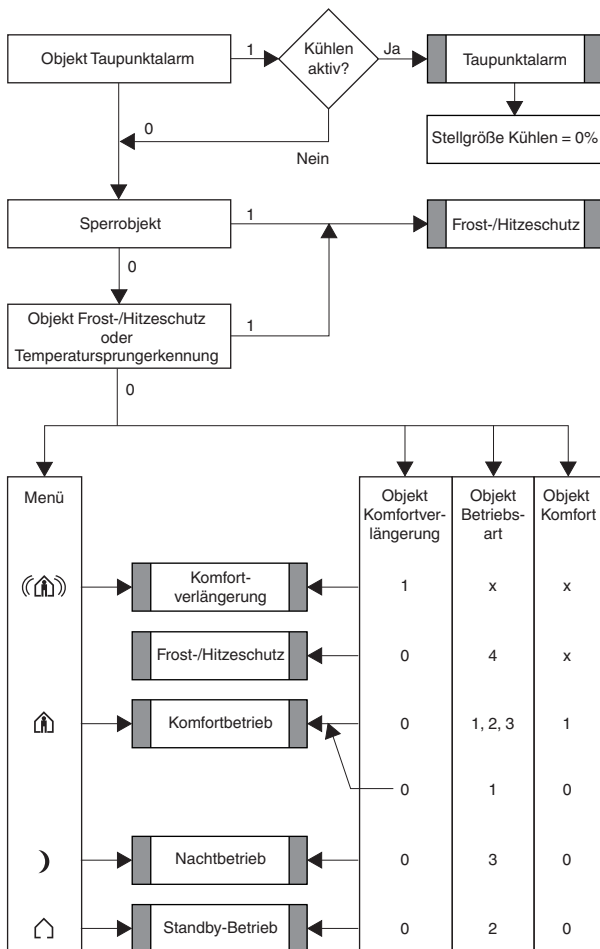 Objekt Taupunktalarm
1
Kühlen
aktiv?
Ja
Taupunktalarm
0
Nein
Stellgröße Kühlen = 0%
Sperrobjekt
1
Frost-/Hitzeschutz
0
Objekt Frost-/Hitzeschutz
oder
Temperatursprungerkennung
1
0
Menü
Objekt
Komfortver-
längerung
Objekt
Betriebs-
art
Objekt
Komfort
Komfort-
verlängerung
1
x
x
Frost-/Hitzeschutz
0
4
x
Komfortbetrieb
0
1, 2, 3
1
0
1
0
Nachtbetrieb
0
3
0
Standby-Betrieb
0
2
0